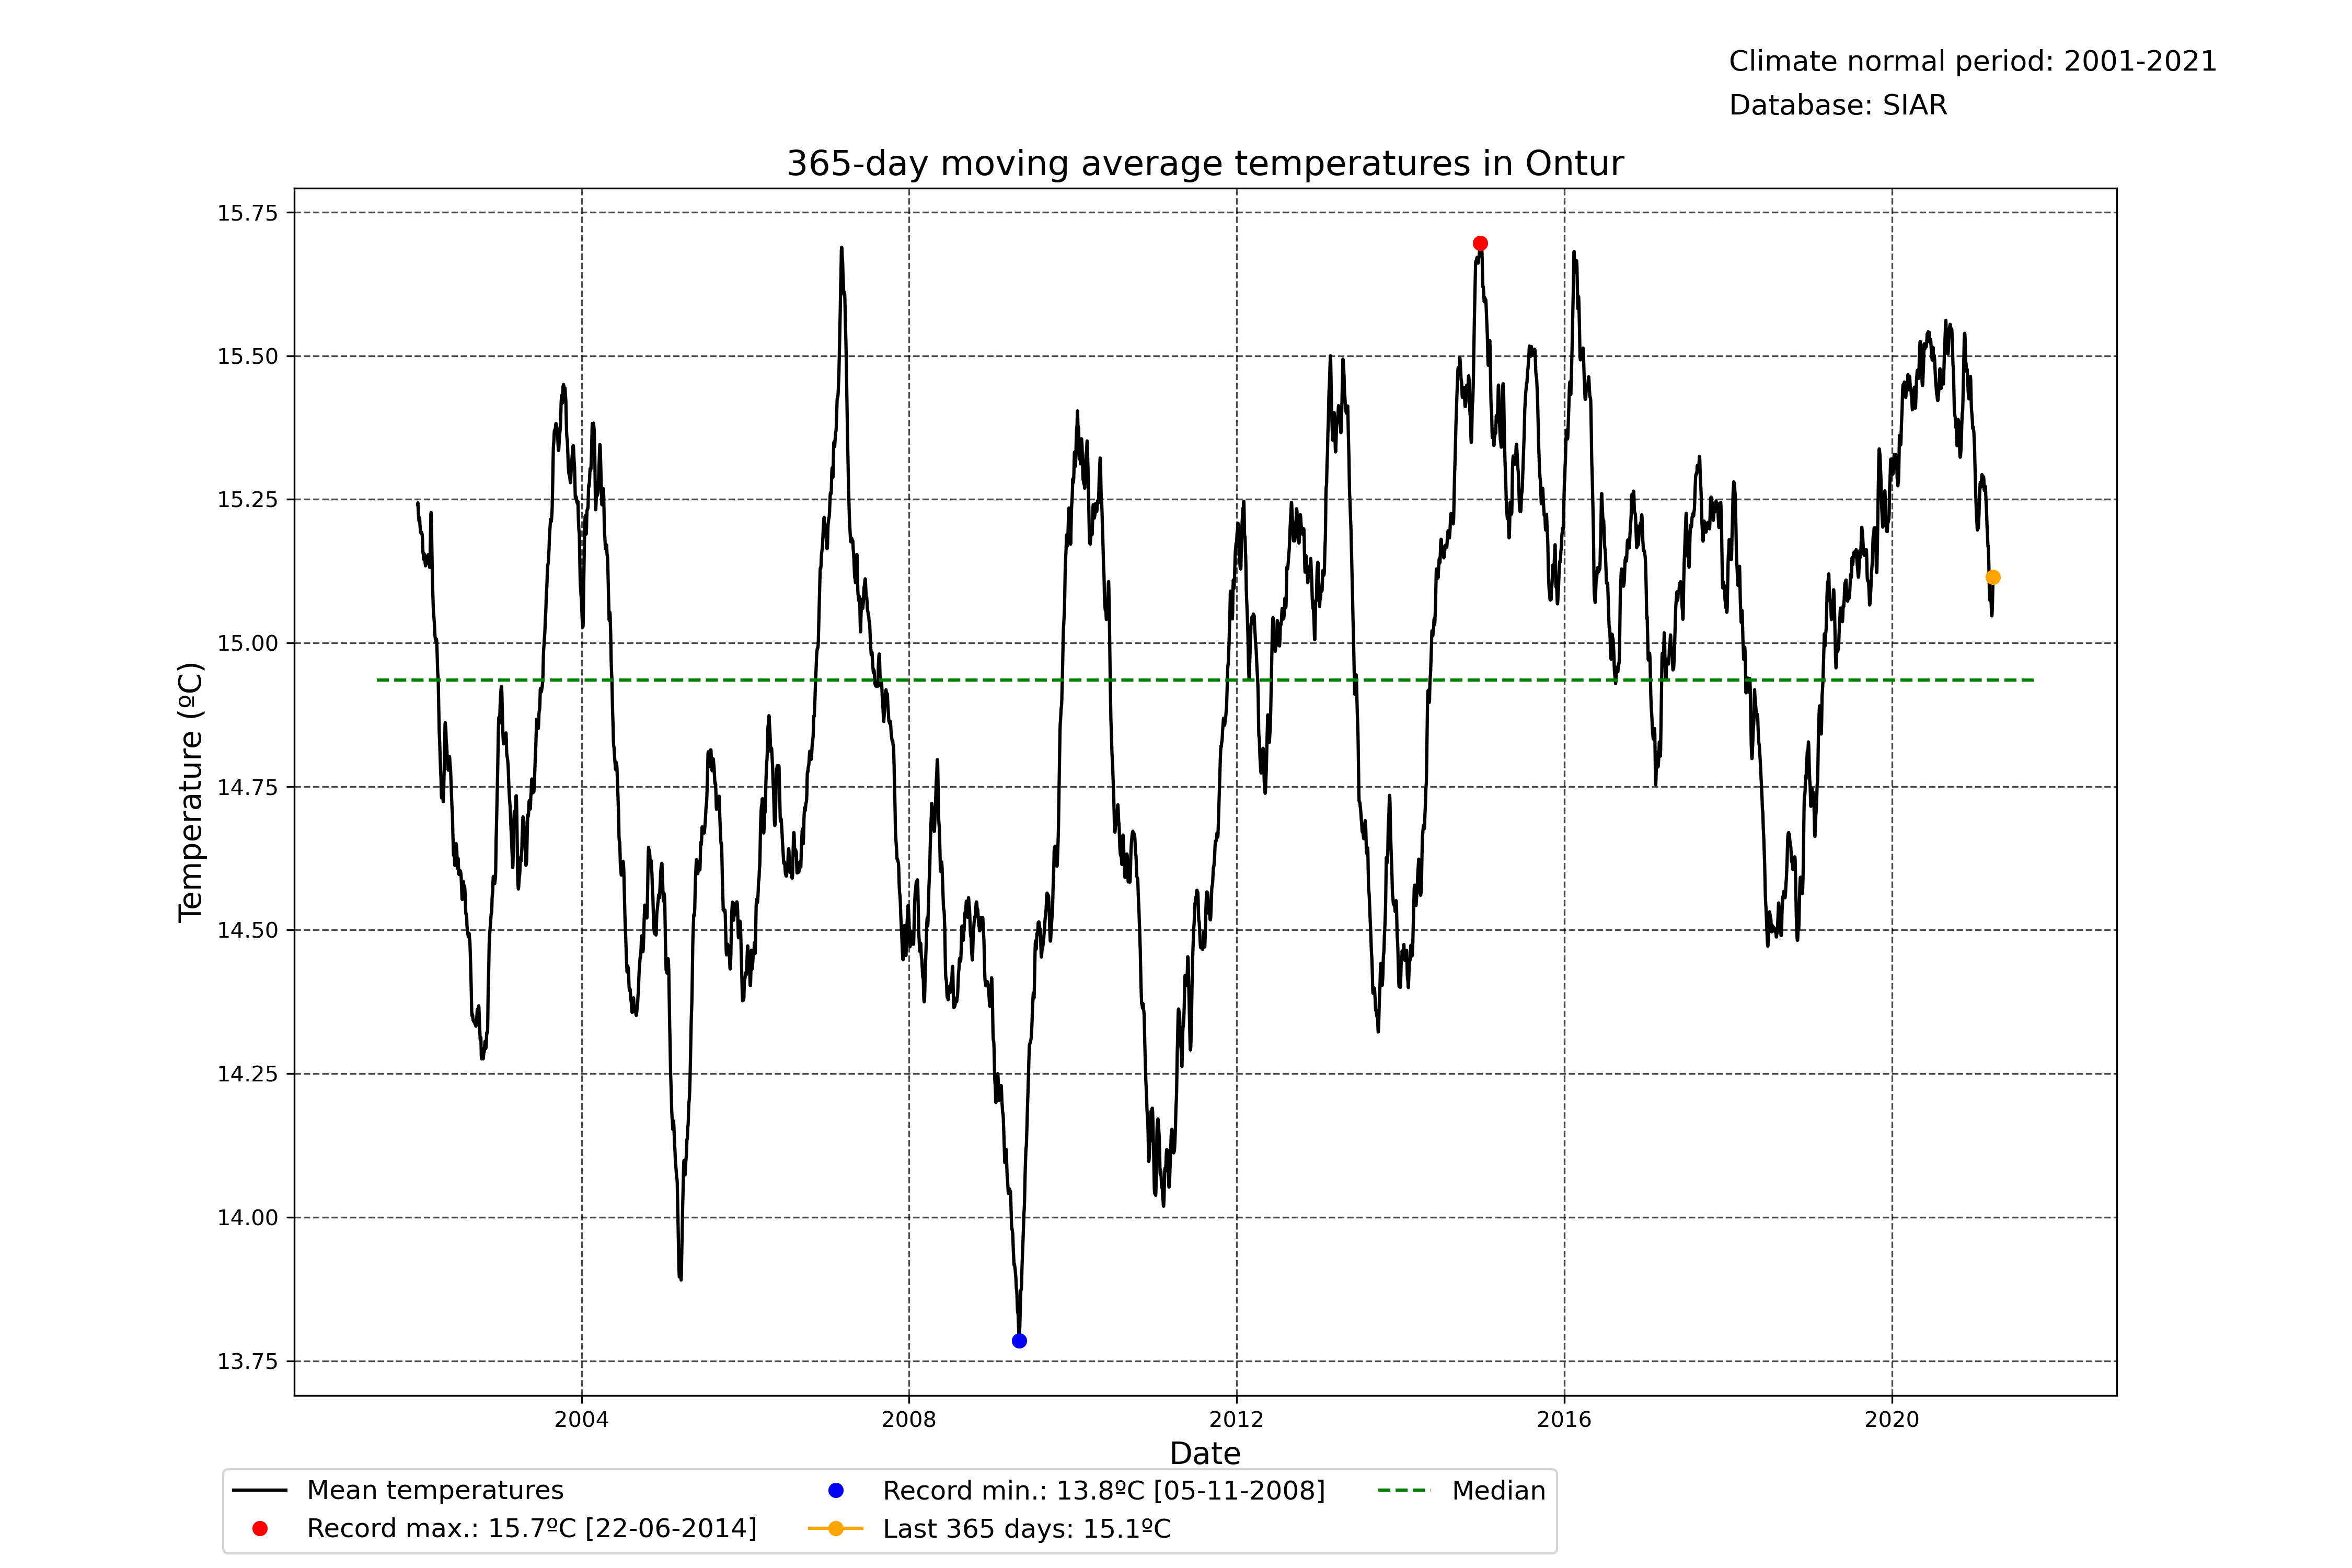 Climate normal period: 2001-2021
Database: SIAR
365-day moving average temperatures in Ontur
15.75
15.50
15.25
15.00
14.75
14.50
14.25
14.00
13.75
Temperature (ºC)
2004 2008 2012 2016 2020
Date
Mean temperatures
Record max.: 15.7ºC [22-06-2014]
Record min.: 13.8ºC [05-11-2008]
Last 365 days: 15.1ºC
Median